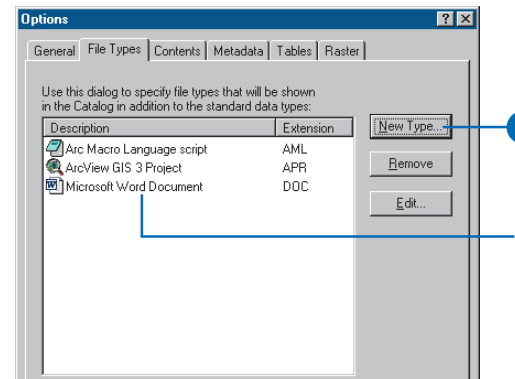 Options
General File Types Contents Metadata Tables Raster
Use this dialog to specify file types that will be shown
in the Catalog in addition to the standard data types:
Description Extension
New Type...
Arc Macro Language script AML
ArcView GIS 3 Project APR
Remove
Microsoft Word Document DOC
Edit...